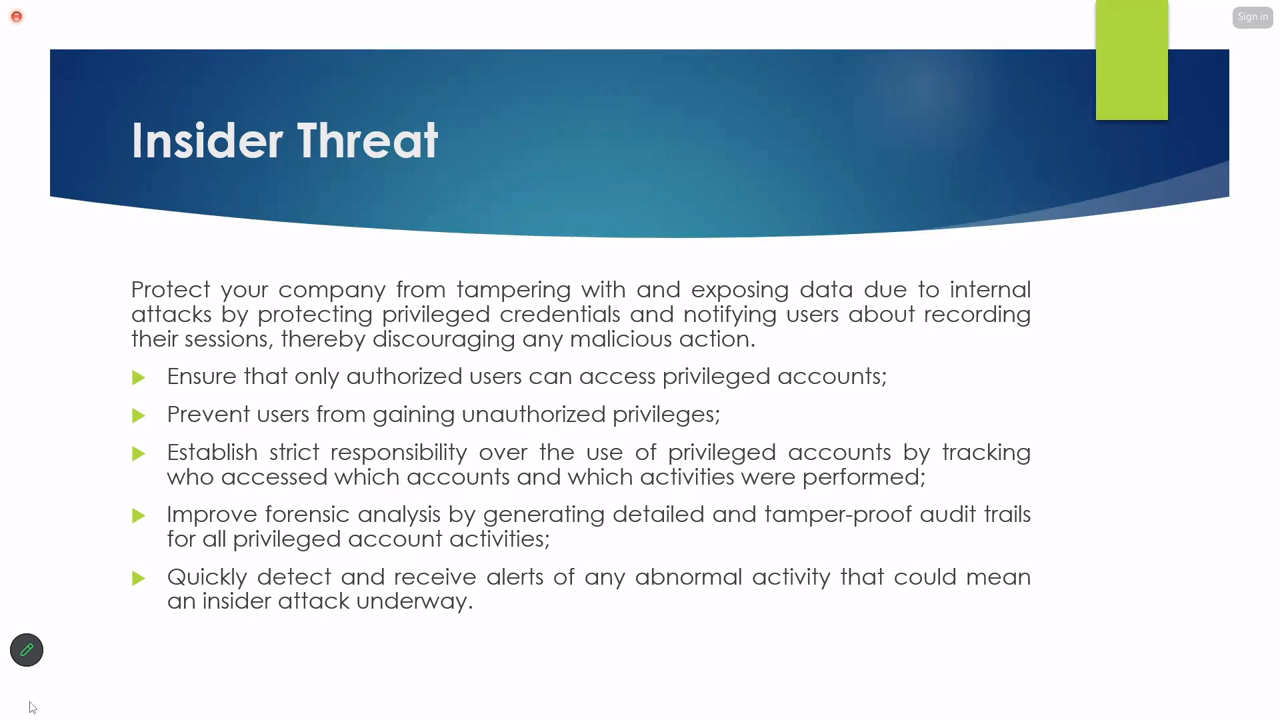 Sign in
Insider Threat
Protect your company from tampering with and exposing data due to internal
attacks by protecting privileged credentials and notifying users about recording
their sessions, thereby discouraging any malicious action.
Ensure that only authorized users can access privileged accounts;
Prevent users from gaining unauthorized privileges;
Establish strict responsibility over the use of privileged accounts by tracking
who accessed which accounts and which activities were performed;
Improve forensic analysis by generating detailed and tamper-proof audit trails
for all privileged account activities;
Quickly detect and receive alerts of any abnormal activity that could mean
an insider attack underway.